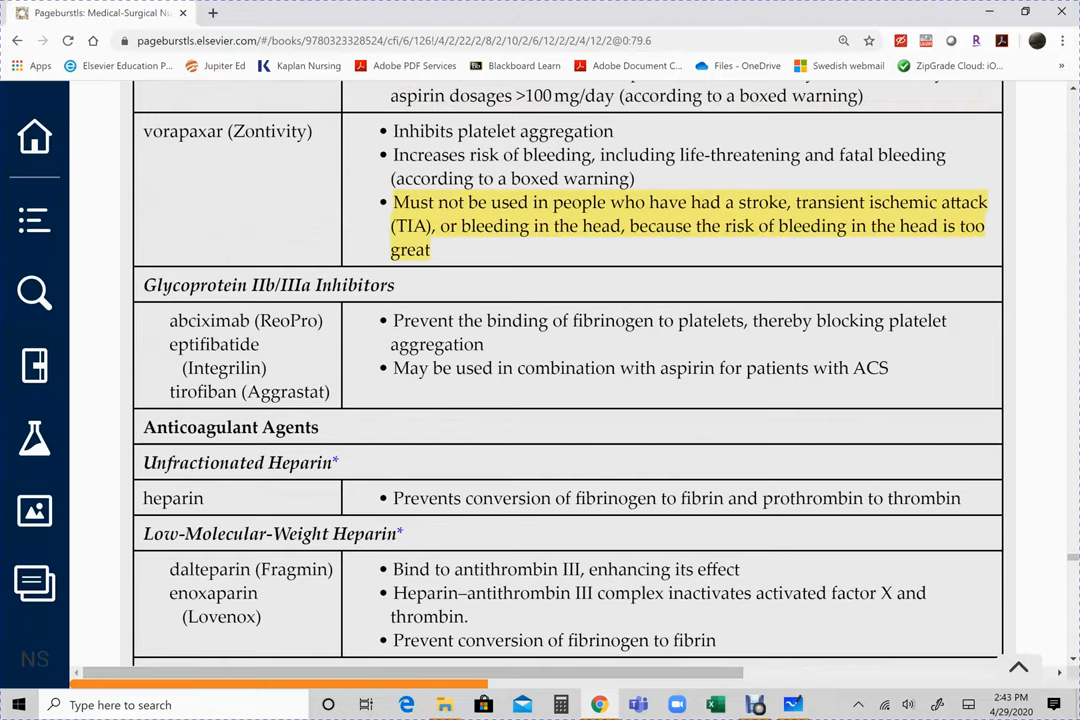 Pageburstls: Medical-Surgical Nu
pageburstls.elsevier.com/#/books/9780323328524/cfi/6/126!/4/2/22/2/8/2/10/2/6/12/2/2/4/12/2@0:79.6
Apps
Elsevier Education P...
Jupiter Ed
Kaplan Nursing
Adobe PDF Services
Blackboard Learn
Adobe Document C...
Files - OneDrive
Swedish webmail
ZipGrade Cloud: iO...
»
aspirin dosages >100 mg/day (according to a boxed warning)
vorapaxar (Zontivity)
• Inhibits platelet aggregation
• Increases risk of bleeding, including life-threatening and fatal bleeding
(according to a boxed warning)
• Must not be used in people who have had a stroke, transient ischemic attack
(TIA), or bleeding in the head, because the risk of bleeding in the head is too
great
Glycoprotein IIb/IIIa Inhibitors
abciximab (ReoPro)
eptifibatide
(Integrilin)
tirofiban (Aggrastat)
• Prevent the binding of fibrinogen to platelets, thereby blocking platelet
aggregation
• May be used in combination with aspirin for patients with ACS
Anticoagulant Agents
Unfractionated Heparin*
heparin
• Prevents conversion of fibrinogen to fibrin and prothrombin to thrombin
Low-Molecular-Weight Heparin*
dalteparin (Fragmin)
enoxaparin
(Lovenox)
• Bind to antithrombin III, enhancing its effect
• Heparin–antithrombin III complex inactivates activated factor X and
thrombin.
• Prevent conversion of fibrinogen to fibrin
NS
Type here to search
2:43 PM
4/29/2020